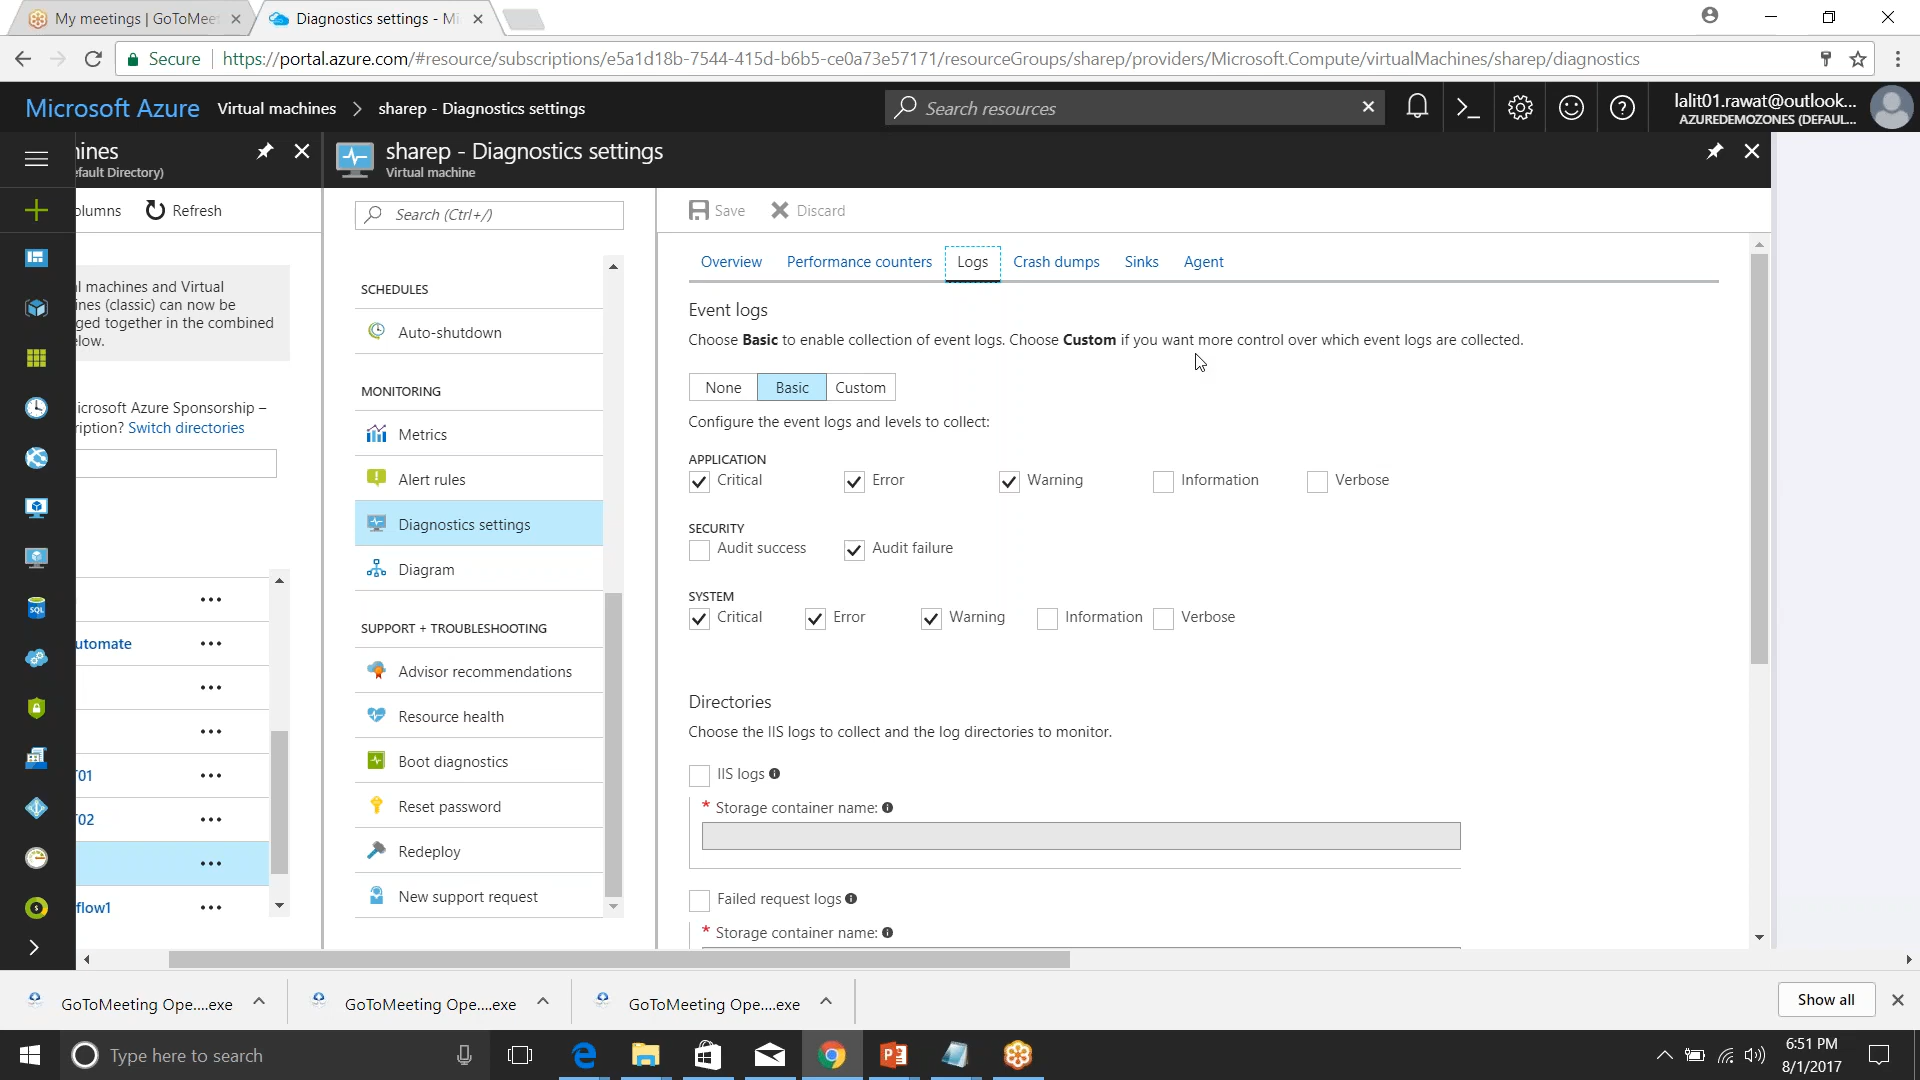 My meetings | GoToMeet
Diagnostics settings - Mi
Secure
https://portal.azure.com/#resource/subscriptions/e5a1d18b-7544-415d-b6b5-ce0a73e57171/resourceGroups/sharep/providers/Microsoft.Compute/virtualMachines/sharep/diagnostics
Microsoft Azure
Virtual machines > sharep - Diagnostics settings
Search resources
lalit01.rawat@outlook...
AZUREDEMOZONES (DEFAUL...
ines
efault Directory)
olumns
Refresh
l machines and Virtual
ines (classic) can now be
ged together in the combined
elow.
icrosoft Azure Sponsorship –
ription? Switch directories
utomate
T01
T02
flow1
sharep - Diagnostics settings
Virtual machine
Search (Ctrl+/)
SCHEDULES
Auto-shutdown
MONITORING
Metrics
Alert rules
Diagnostics settings
Diagram
SUPPORT + TROUBLESHOOTING
Advisor recommendations
Resource health
Boot diagnostics
Reset password
Redeploy
New support request
Save
Discard
Overview
Performance counters
Logs
Crash dumps
Sinks
Agent
Event logs
Choose Basic to enable collection of event logs. Choose Custom if you want more control over which event logs are collected.
None
Basic
Custom
Configure the event logs and levels to collect:
APPLICATION
Critical
Error
Warning
Information
Verbose
SECURITY
Audit success
Audit failure
SYSTEM
Critical
Error
Warning
Information
Verbose
Directories
Choose the IIS logs to collect and the log directories to monitor.
IIS logs
* Storage container name:
Failed request logs
* Storage container name:
GoToMeeting Ope....exe
GoToMeeting Ope....exe
GoToMeeting Ope....exe
Show all
Type here to search
6:51 PM
8/1/2017